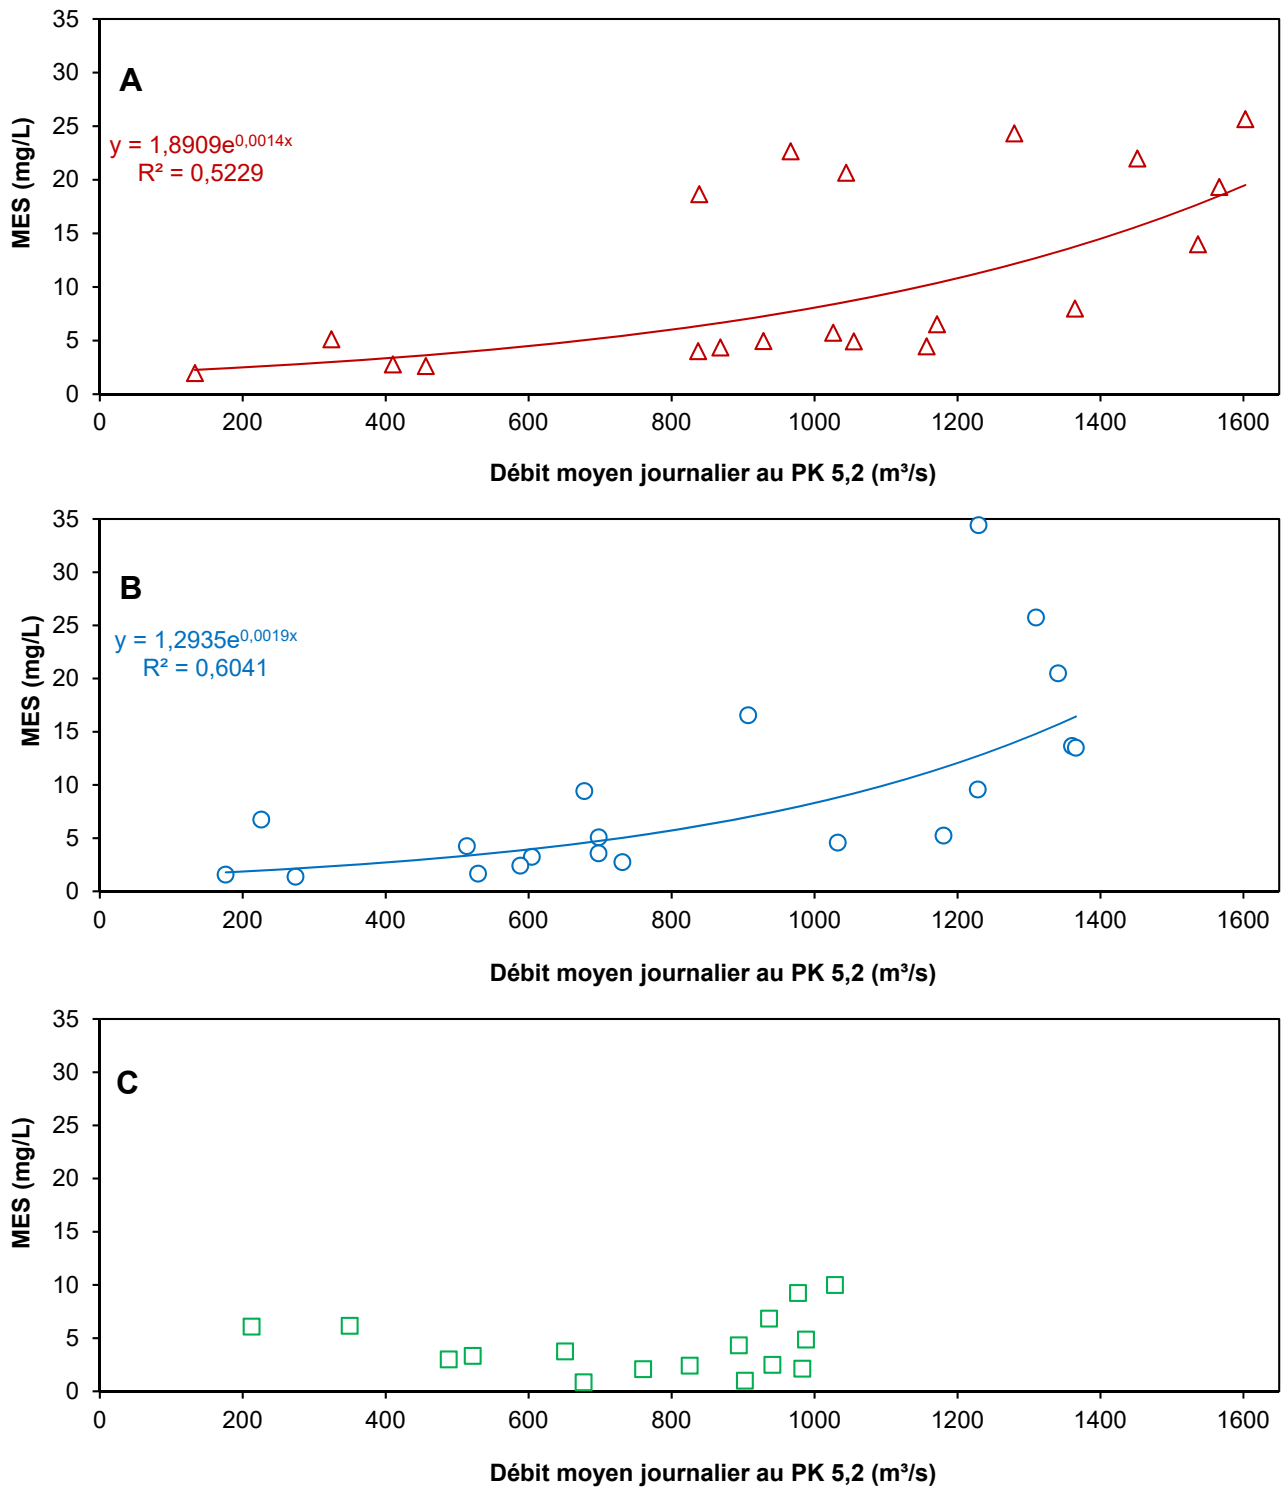 35
30
25
20
15
10
5
0
MES (mg/L)
A
y = 1,8909e^0,0014x
R² = 0,5229
0 200 400 600 800 1000 1200 1400 1600
Débit moyen journalier au PK 5,2 (m³/s)
35
30
25
20
15
10
5
0
MES (mg/L)
B
y = 1,2935e^0,0019x
R² = 0,6041
0 200 400 600 800 1000 1200 1400 1600
Débit moyen journalier au PK 5,2 (m³/s)
35
30
25
20
15
10
5
0
MES (mg/L)
C
0 200 400 600 800 1000 1200 1400 1600
Débit moyen journalier au PK 5,2 (m³/s)